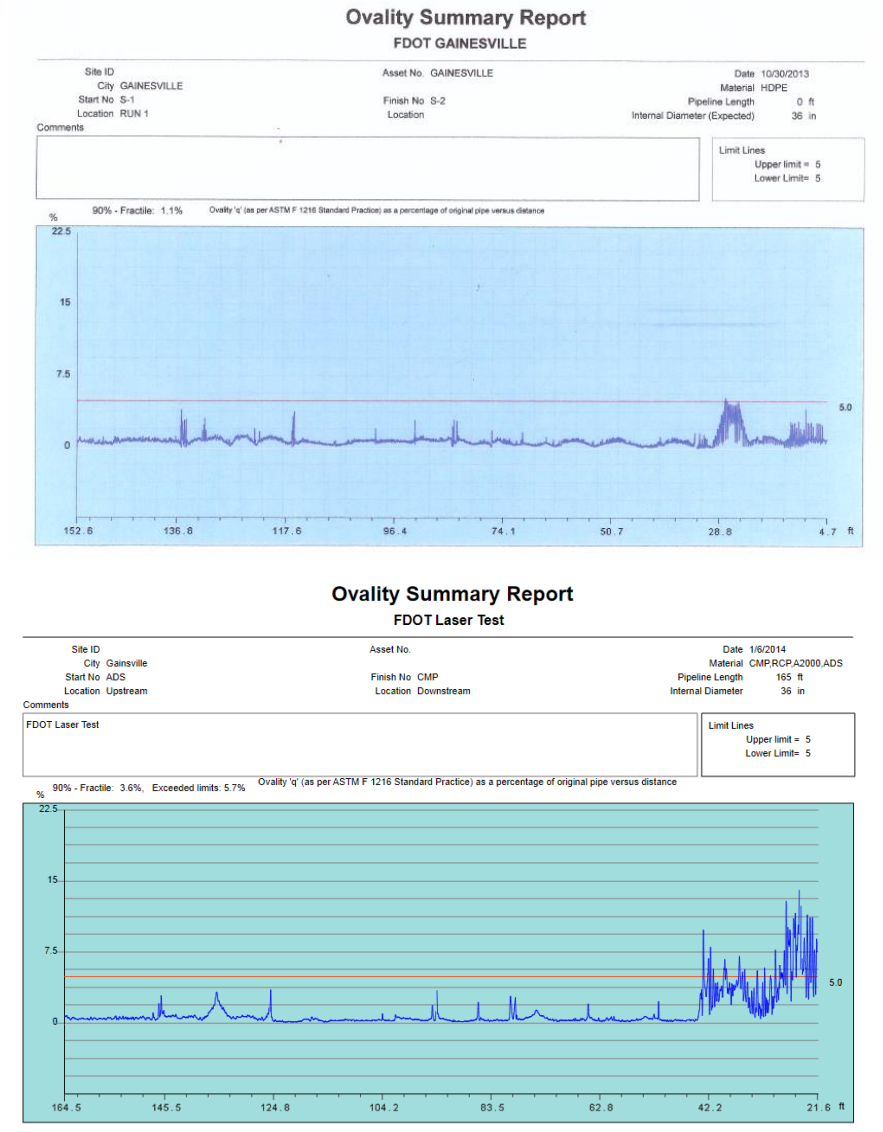 Ovality Summary Report
FDOT GAINESVILLE
Site ID Asset No. GAINESVILLE Date 10/30/2013
City GAINESVILLE Material HDPE
Start No S-1 Finish No S-2 Pipeline Length 0 ft
Location RUN 1 Location Internal Diameter (Expected) 36 in
Comments
Limit Lines
Upper limit = 5
Lower Limit= 5
90% - Fractile: 1.1% Ovality 'q' (as per ASTM F 1216 Standard Practice) as a percentage of original pipe versus distance
%
22.5
15
7.5
5.0
0
152.6 136.8 117.6 96.4 74.1 50.7 28.8 4.7 ft
Ovality Summary Report
FDOT Laser Test
Site ID Asset No. Date 1/6/2014
City Gainsville Material CMP,RCP,A2000,ADS
Start No ADS Finish No CMP Pipeline Length 165 ft
Location Upstream Location Downstream Internal Diameter 36 in
Comments
FDOT Laser Test
Limit Lines
Upper limit = 5
Lower Limit= 5
90% - Fractile: 3.6%, Exceeded limits: 5.7% Ovality 'q' (as per ASTM F 1216 Standard Practice) as a percentage of original pipe versus distance
%
22.5
15
7.5
5.0
0
164.5 145.5 124.8 104.2 83.5 62.8 42.2 21.6 ft